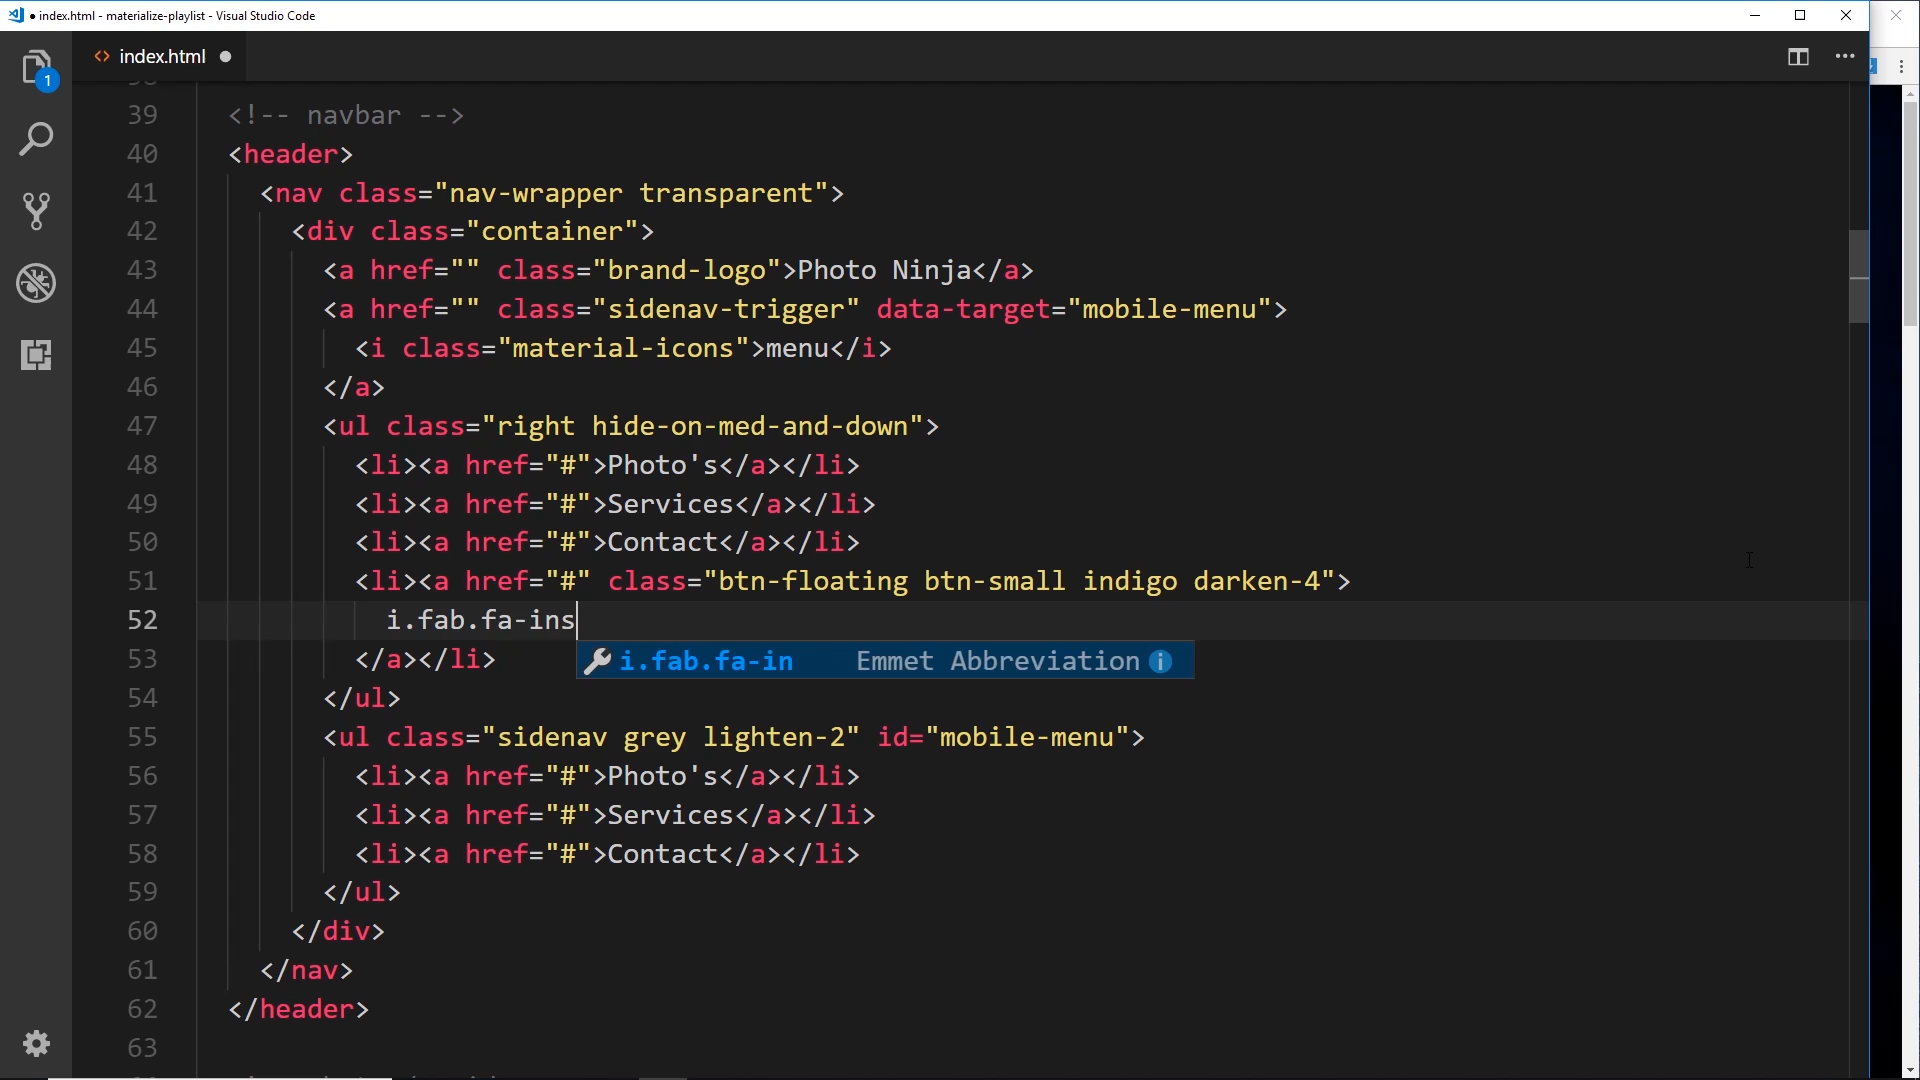 ● index.html - materialize-playlist - Visual Studio Code
<> index.html ●
1
39 <!-- navbar -->
40 <header>
41 <nav class="nav-wrapper transparent">
42 <div class="container">
43 <a href="" class="brand-logo">Photo Ninja</a>
44 <a href="" class="sidenav-trigger" data-target="mobile-menu">
45 <i class="material-icons">menu</i>
46 </a>
47 <ul class="right hide-on-med-and-down">
48 <li><a href="#">Photo's</a></li>
49 <li><a href="#">Services</a></li>
50 <li><a href="#">Contact</a></li>
51 <li><a href="#" class="btn-floating btn-small indigo darken-4">
52 i.fab.fa-ins
53 </a></li>
i.fab.fa-in Emmet Abbreviation
54 </ul>
55 <ul class="sidenav grey lighten-2" id="mobile-menu">
56 <li><a href="#">Photo's</a></li>
57 <li><a href="#">Services</a></li>
58 <li><a href="#">Contact</a></li>
59 </ul>
60 </div>
61 </nav>
62 </header>
63